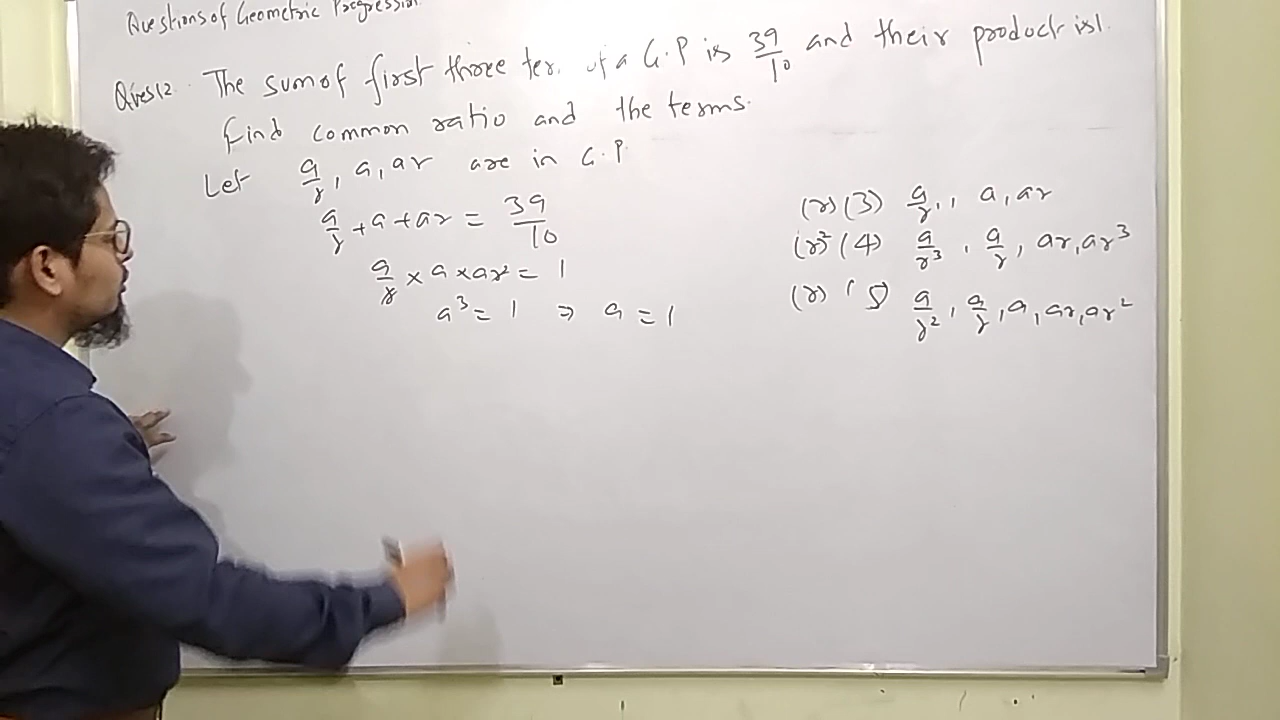 Questions of Geometric Progression
Ques12. The sum of first three ter. of a G.P is 39/10 and their product is 1.
find common ratio and the terms.
Let a/r, a, ar are in G.P.
a/r + a + ar = 39/10
a/r × a × ar = 1
a³ = 1 ⇒ a = 1
(r) (3) a/r, , a, ar
(r² (4) a/r³, a/r, ar, ar³
(r) ( 5) a/r², a/r, a, ar, ar²